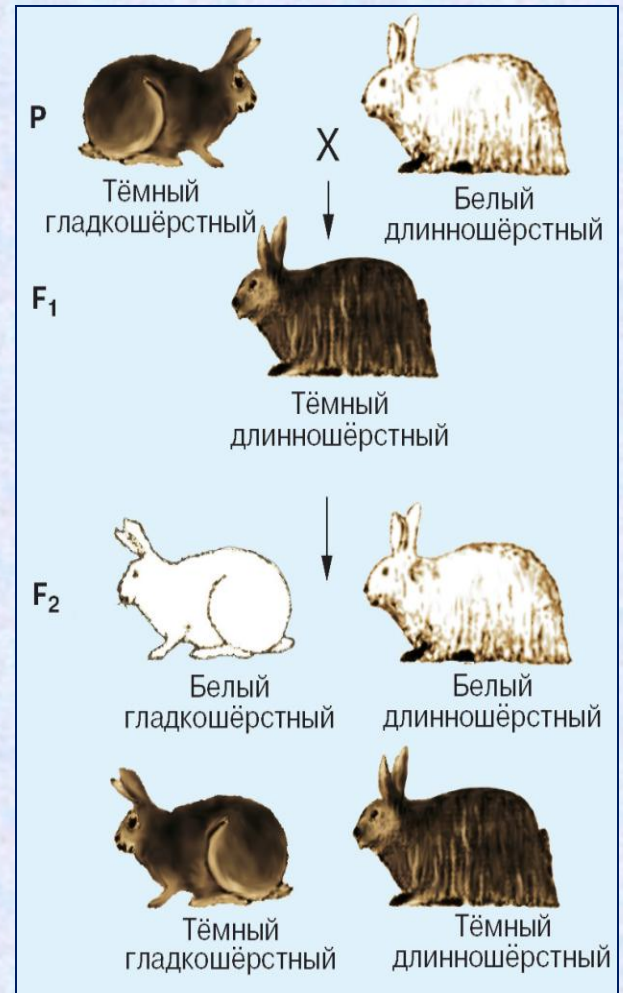 P
X
Тёмный
гладкошёрстный
Белый
длинношёрстный
F₁
Тёмный
длинношёрстный
F₂
Белый
гладкошёрстный
Белый
длинношёрстный
Тёмный
гладкошёрстный
Тёмный
длинношёрстный